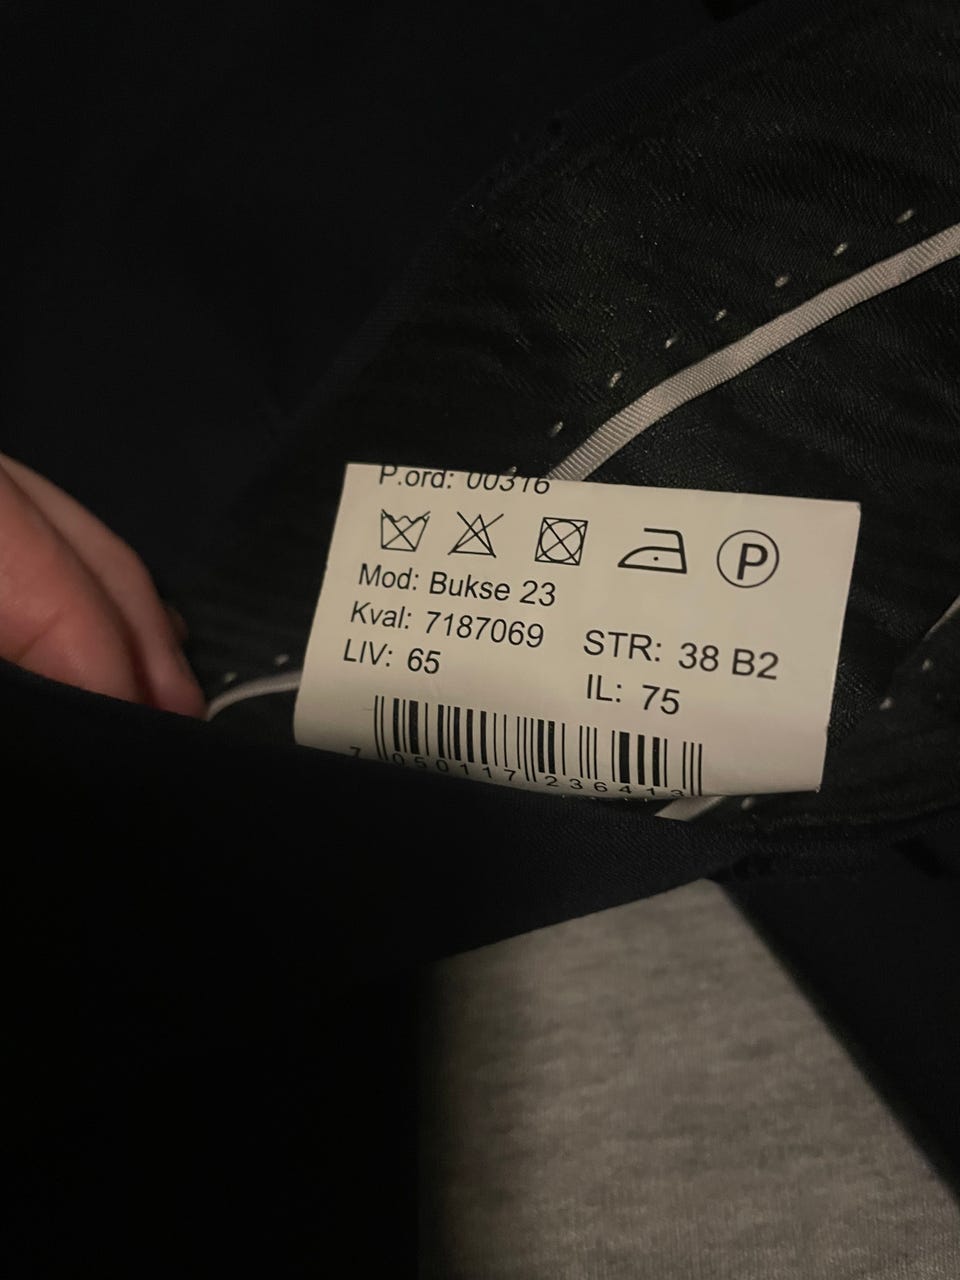 P.ord: 00316
P
Mod: Bukse 23
Kval: 7187069
STR: 38 B2
LIV: 65
IL: 75
7 050117 236413